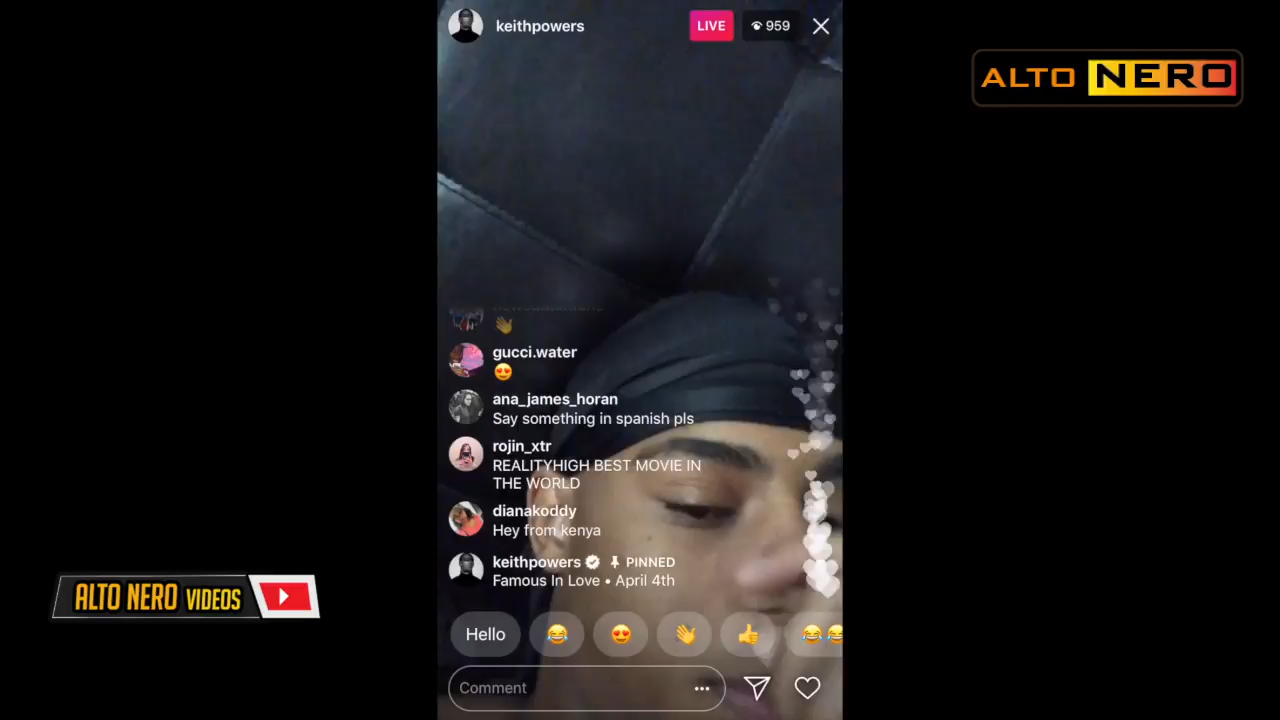 keithpowers
LIVE
959
ALTO NERO
gucci.water
ana_james_horan
Say something in spanish pls
rojin_xtr
REALITYHIGH BEST MOVIE IN
THE WORLD
dianakoddy
Hey from kenya
keithpowers PINNED
Famous In Love • April 4th
ALTO NERO VIDEOS
Hello
Comment